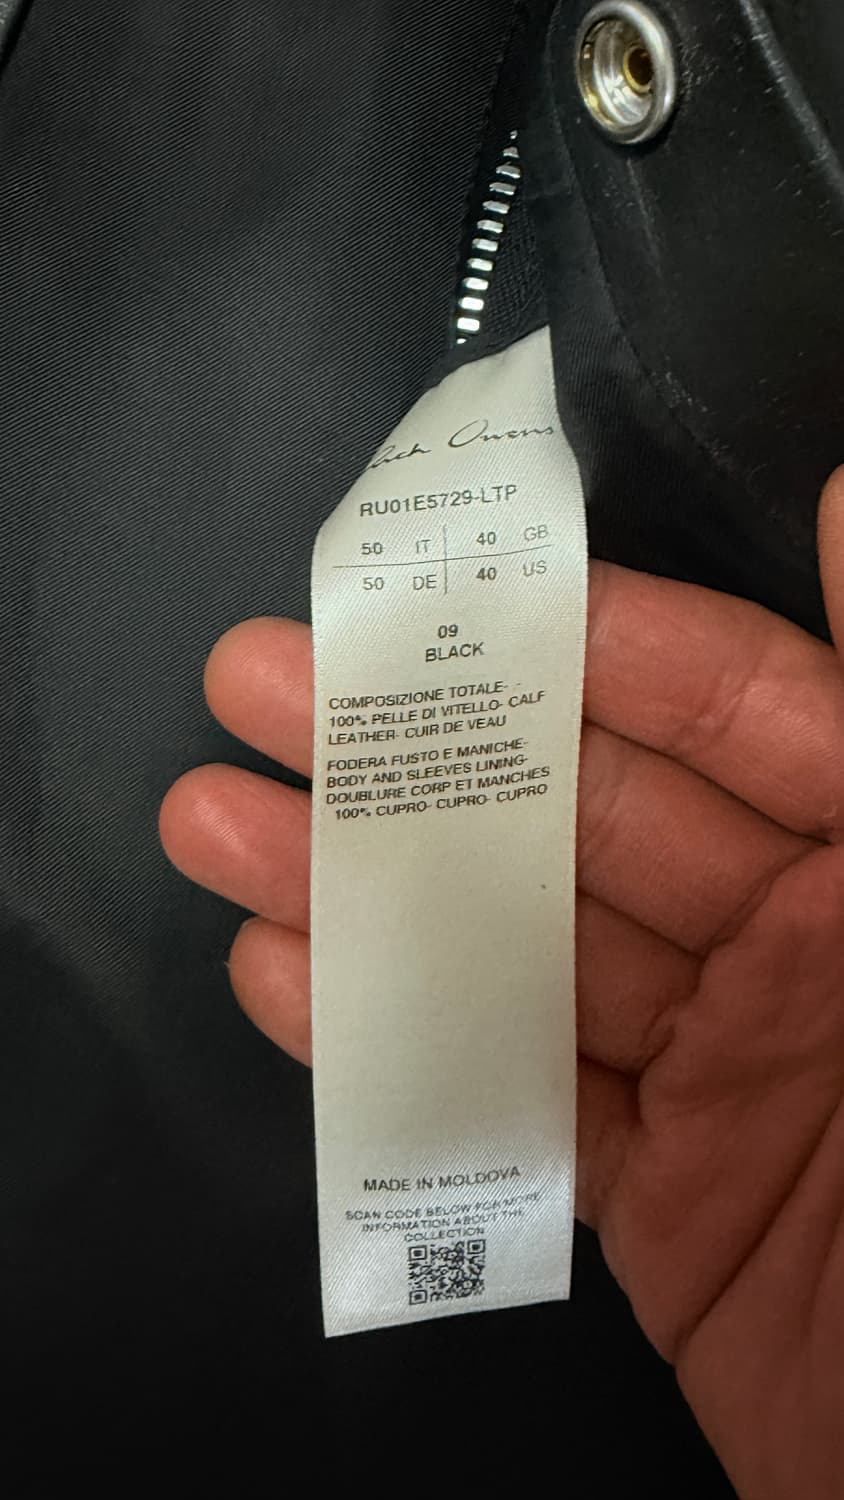 Rick Owens
RU01E5729-LTP
50 IT 40 GB
50 DE 40 US
09
BLACK
COMPOSIZIONE TOTALE- -
100% PELLE DI VITELLO- CALF
LEATHER- CUIR DE VEAU
FODERA FUSTO E MANICHE-
BODY AND SLEEVES LINING-
DOUBLURE CORP ET MANCHES
100% CUPRO- CUPRO- CUPRO
MADE IN MOLDOVA
SCAN CODE BELOW FOR MORE
INFORMATION ABOUT THE
COLLECTION